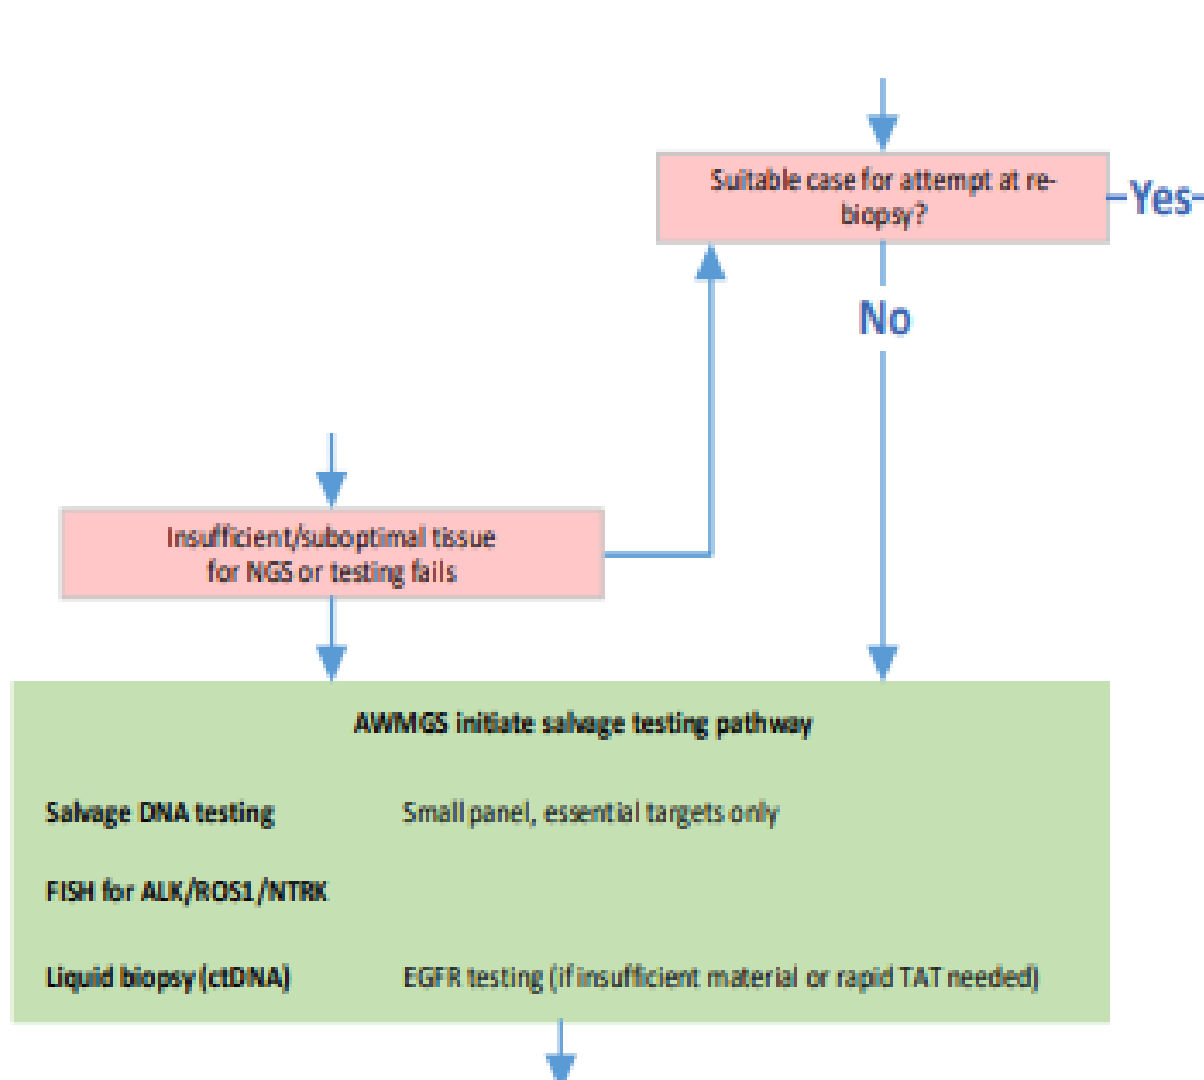 Suitable case for attempt at re-
biopsy?
Yes
No
Insufficient/suboptimal tissue
for NGS or testing fails
AWMGS initiate salvage testing pathway
Salvage DNA testing Small panel, essential targets only
FISH for ALK/ROS1/NTRK
Liquid biopsy (ctDNA) EGFR testing (if insufficient material or rapid TAT needed)